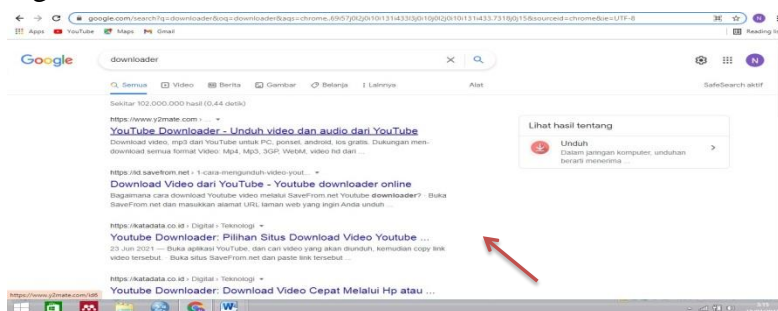 google.com/search?q=downloader&oq=downloader&aqs=chrome..69i57j0i2j0i10i131i433i3j0i10j0i2j0i10i131i433.7318j0j15&sourceid=chrome&ie=UTF-8
Apps YouTube Maps Gmail Reading
Google downloader N
Semua Video Berita Gambar Belanja Lainnya Alat SafeSearch aktif
Sekitar 102.000.000 hasil (0,44 detik)
https://www.y2mate.com › ...
YouTube Downloader - Unduh video dan audio dari YouTube
Download video, mp3 dari YouTube untuk PC, ponsel, android, ios gratis. Dukungan men-
download semua format Video: Mp4, Mp3, 3GP, WebM, video hd dari ...
https://id.savefrom.net › 1-cara-mengunduh-video-yout...
Download Video dari YouTube - Youtube downloader online
Bagaimana cara download Youtube video melalui SaveFrom.net Youtube downloader? · Buka
SaveFrom.net dan masukkan alamat URL laman web yang ingin Anda unduh ...
https://katadata.co.id › Digital › Teknologi
Youtube Downloader: Pilihan Situs Download Video Youtube ...
23 Jun 2021 — Buka aplikasi YouTube, dan cari video yang akan diunduh, kemudian copy link
video tersebut. · Buka situs SaveFrom.net dan paste link tersebut ...
https://katadata.co.id › Digital › Teknologi
Youtube Downloader: Download Video Cepat Melalui Hp atau ...
Lihat hasil tentang
Unduh
Dalam jaringan komputer, unduhan
berarti menerima ...
https://www.y2mate.com/id6